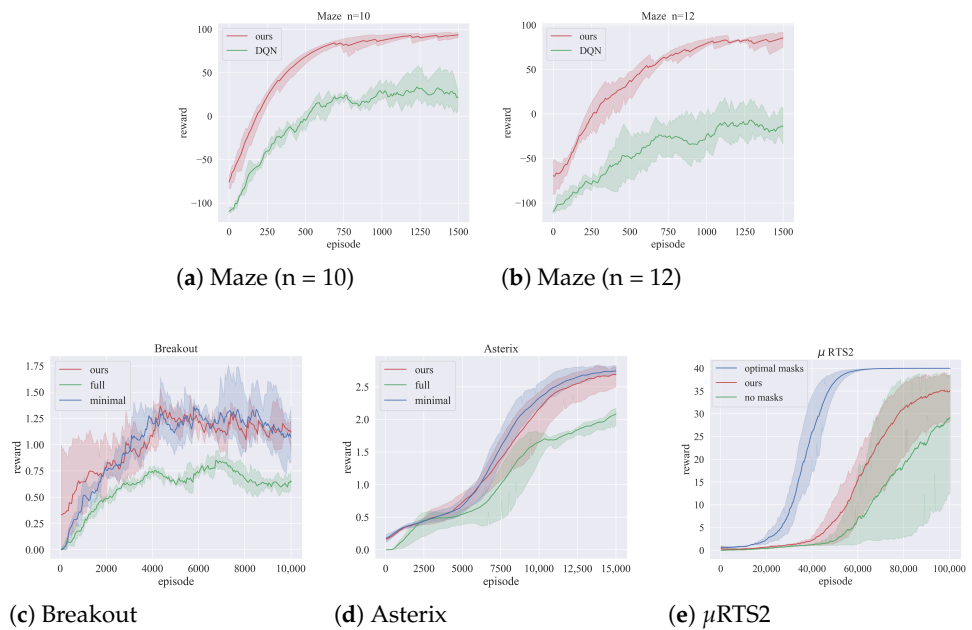 Maze n=10
100
50
0
−50
−100
reward
ours
DQN
0 250 500 750 1000 1250 1500
episode
(a) Maze (n = 10)
Maze n=12
100
50
0
−50
−100
reward
ours
DQN
0 250 500 750 1000 1250 1500
episode
(b) Maze (n = 12)
Breakout
1.75
1.50
1.25
1.00
0.75
0.50
0.25
0.00
reward
ours
full
minimal
0 2000 4000 6000 8000 10,000
episode
(c) Breakout
Asterix
2.5
2.0
1.5
1.0
0.5
0.0
reward
ours
full
minimal
0 2500 5000 7500 10,000 12,500 15,000
episode
(d) Asterix
μ RTS2
40
35
30
25
20
15
10
5
0
reward
optimal masks
ours
no masks
0 20,000 40,000 60,000 80,000 100,000
episode
(e) μRTS2